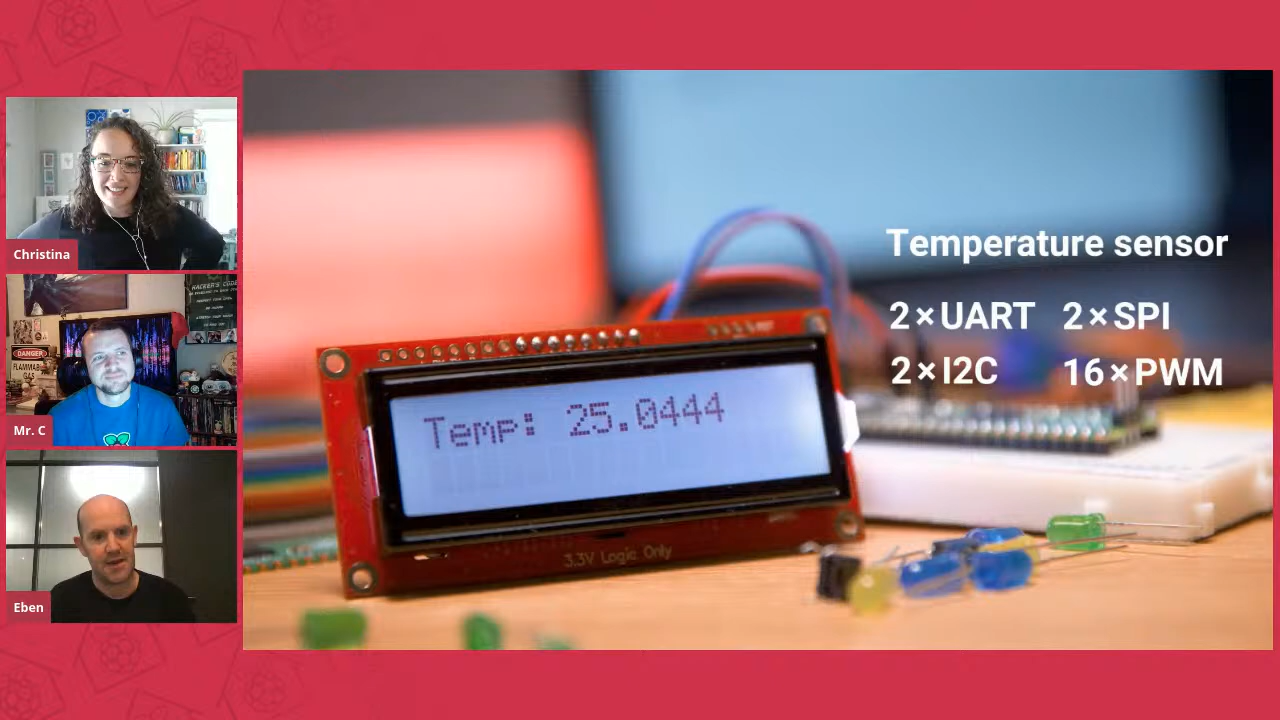 Christina
HACKER'S CODE
DANGER
FLAMMABLE
GAS
Mr. C
Eben
Temperature sensor
2×UART 2×SPI
2×I2C 16×PWM
Temp: 25.0444
3.3V Logic Only